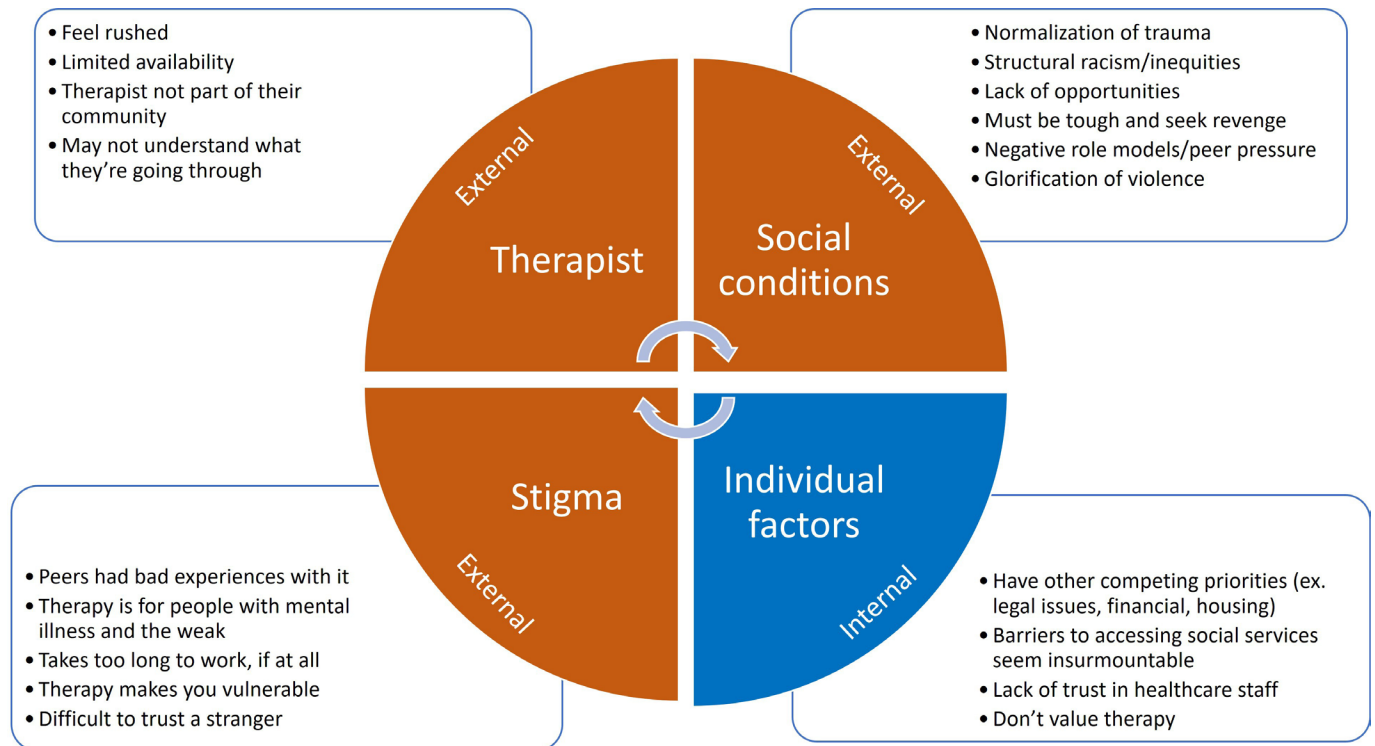 • Feel rushed
• Limited availability
• Therapist not part of their
community
• May not understand what
they’re going through
• Normalization of trauma
• Structural racism/inequities
• Lack of opportunities
• Must be tough and seek revenge
• Negative role models/peer pressure
• Glorification of violence
External
Therapist
External
Social
conditions
Stigma
External
Individual
factors
Internal
• Peers had bad experiences with it
• Therapy is for people with mental
illness and the weak
• Takes too long to work, if at all
• Therapy makes you vulnerable
• Difficult to trust a stranger
• Have other competing priorities (ex.
legal issues, financial, housing)
• Barriers to accessing social services
seem insurmountable
• Lack of trust in healthcare staff
• Don’t value therapy